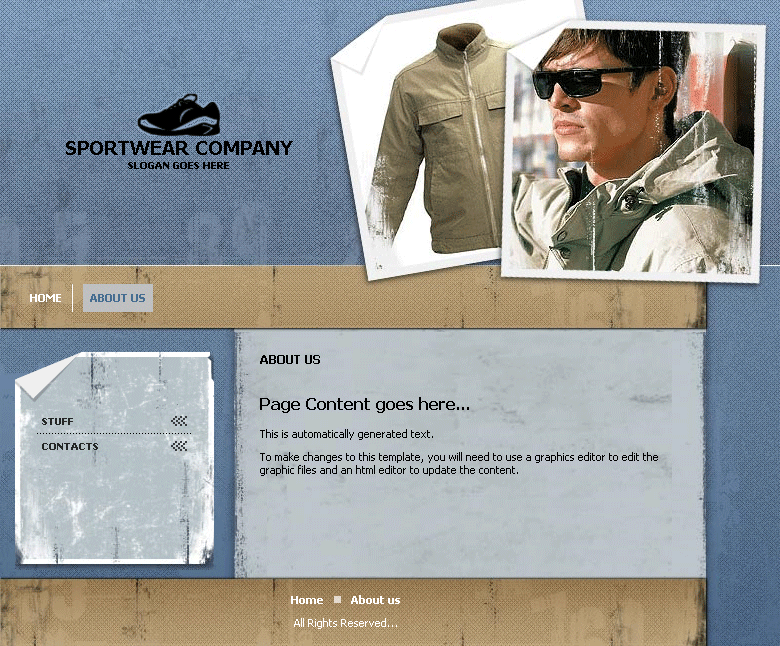 SPORTWEAR COMPANY
SLOGAN GOES HERE
HOME
ABOUT US
STUFF
CONTACTS
ABOUT US
Page Content goes here...
This is automatically generated text.
To make changes to this template, you will need to use a graphics editor to edit the
graphic files and an html editor to update the content.
Home
About us
All Rights Reserved...